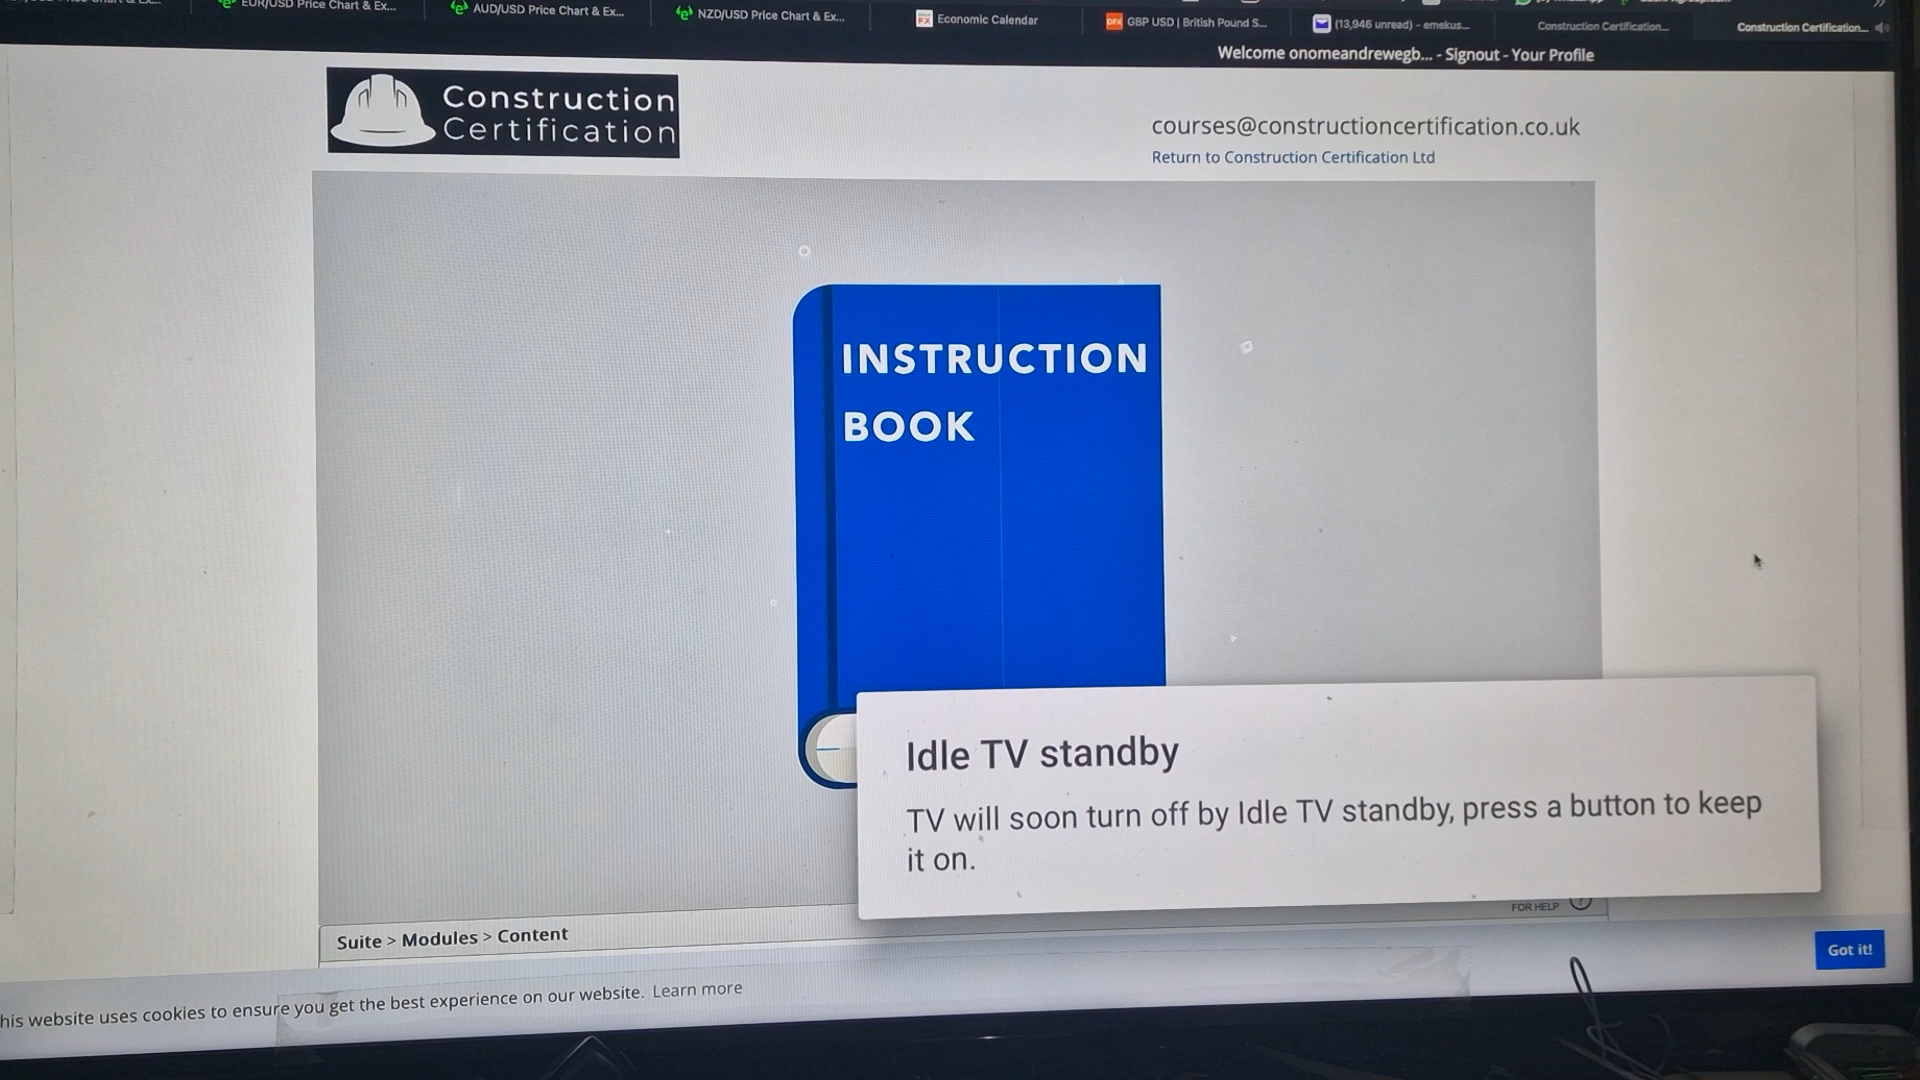 EUR/USD Price Chart & Ex...
AUD/USD Price Chart & Ex...
NZD/USD Price Chart & Ex...
Economic Calendar
GBP USD | British Pound S...
(13,946 unread) - emekus...
Construction Certification...
Construction Certification...
Welcome onomeandrewegb... - Signout - Your Profile
Construction
Certification
courses@constructioncertification.co.uk
Return to Construction Certification Ltd
INSTRUCTION
BOOK
Idle TV standby
TV will soon turn off by Idle TV standby, press a button to keep
it on.
FOR HELP
Suite > Modules > Content
Got it!
his website uses cookies to ensure you get the best experience on our website. Learn more